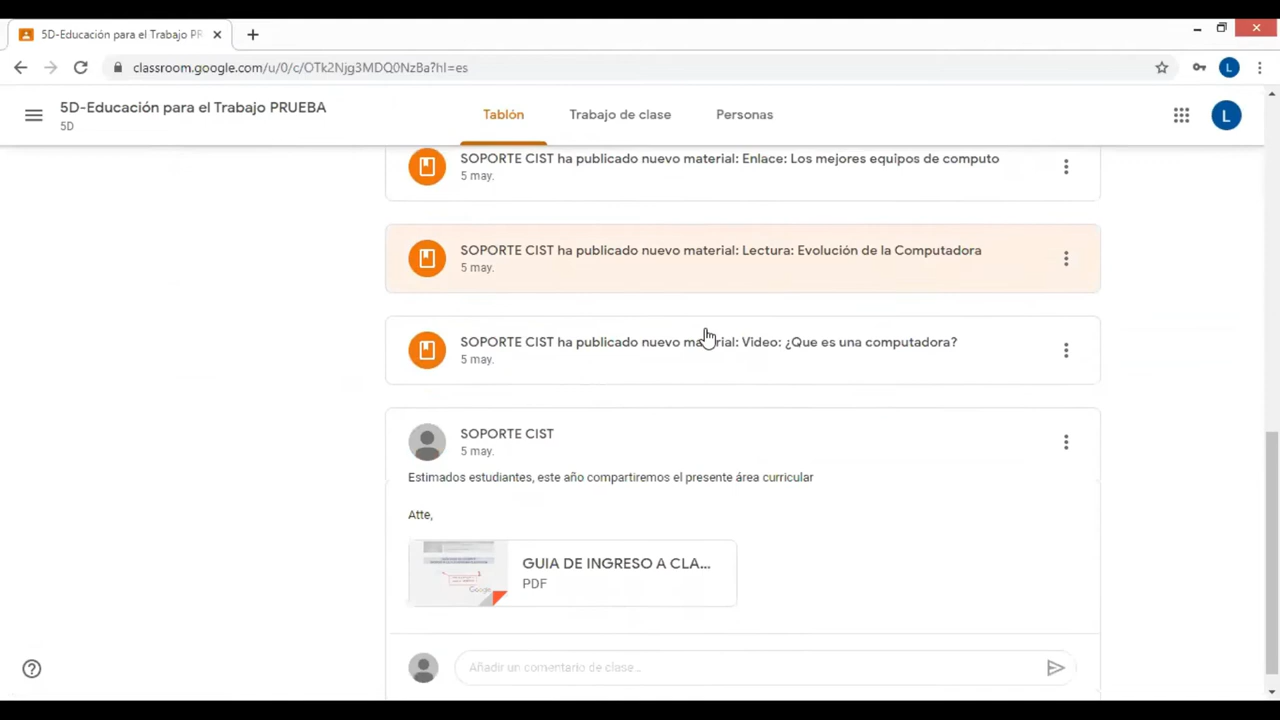 5D-Educación para el Trabajo PR
classroom.google.com/u/0/c/OTk2Njg3MDQ0NzBa?hl=es
L
5D-Educación para el Trabajo PRUEBA
5D
Tablón
Trabajo de clase
Personas
L
SOPORTE CIST ha publicado nuevo material: Enlace: Los mejores equipos de computo
5 may.
SOPORTE CIST ha publicado nuevo material: Lectura: Evolución de la Computadora
5 may.
SOPORTE CIST ha publicado nuevo material: Video: ¿Que es una computadora?
5 may.
SOPORTE CIST
5 may.
Estimados estudiantes, este año compartiremos el presente área curricular
Atte,
GUIA DE INGRESO A CLA...
PDF
Google
Añadir un comentario de clase...